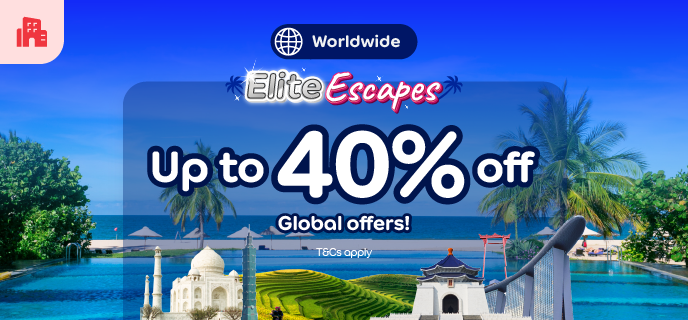 Worldwide
Elite Escapes
Up to 40% off
Global offers!
T&Cs apply